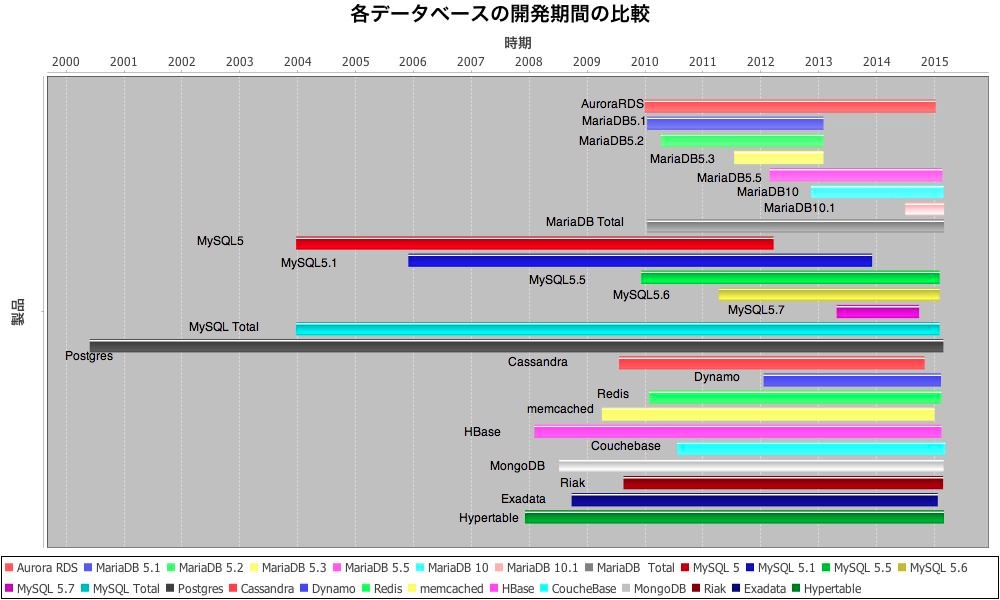 各データベースの開発期間の比較
時期
2000 2001 2002 2003 2004 2005 2006 2007 2008 2009 2010 2011 2012 2013 2014 2015
製品
AuroraRDS
MariaDB5.1
MariaDB5.2
MariaDB5.3
MariaDB5.5
MariaDB10
MariaDB10.1
MariaDB Total
MySQL5
MySQL5.1
MySQL5.5
MySQL5.6
MySQL5.7
MySQL Total
Postgres
Cassandra
Dynamo
Redis
memcached
HBase
Couchebase
MongoDB
Riak
Exadata
Hypertable
Aurora RDS MariaDB 5.1 MariaDB 5.2 MariaDB 5.3 MariaDB 5.5 MariaDB 10 MariaDB 10.1 MariaDB Total MySQL 5 MySQL 5.1 MySQL 5.5 MySQL 5.6
MySQL 5.7 MySQL Total Postgres Cassandra Dynamo Redis memcached HBase CoucheBase MongoDB Riak Exadata Hypertable